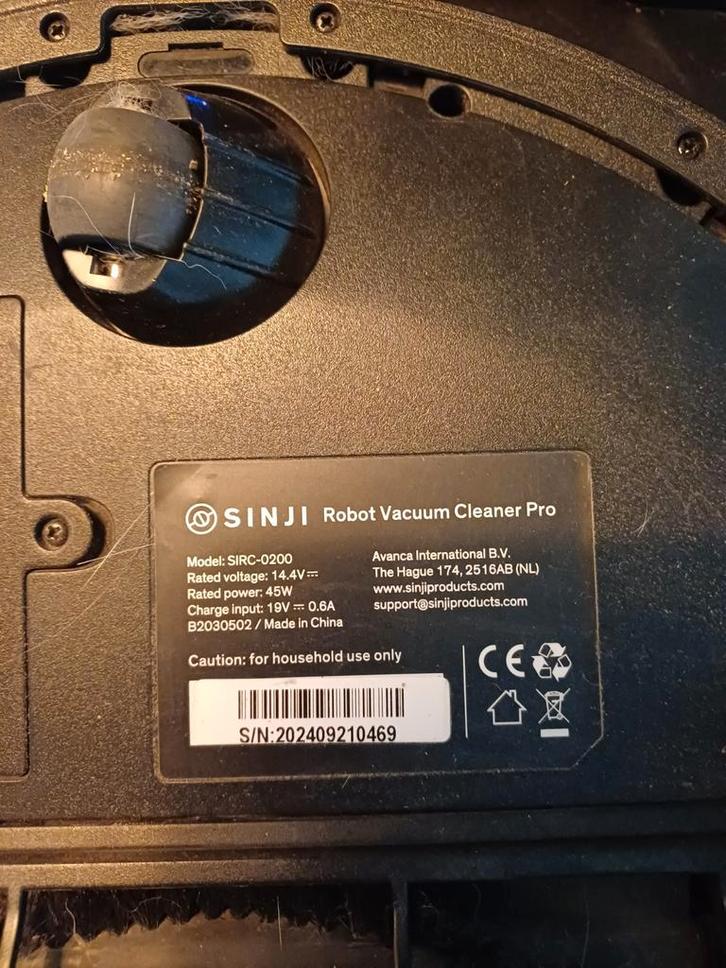 SINJI Robot Vacuum Cleaner Pro
Model: SIRC-0200
Rated voltage: 14.4V⎓
Rated power: 45W
Charge input: 19V ⎓ 0.6A
B2030502 / Made in China
Avanca International B.V.
The Hague 174, 2516AB (NL)
www.sinjiproducts.com
support@sinjiproducts.com
Caution: for household use only
CE
S/N:202409210469